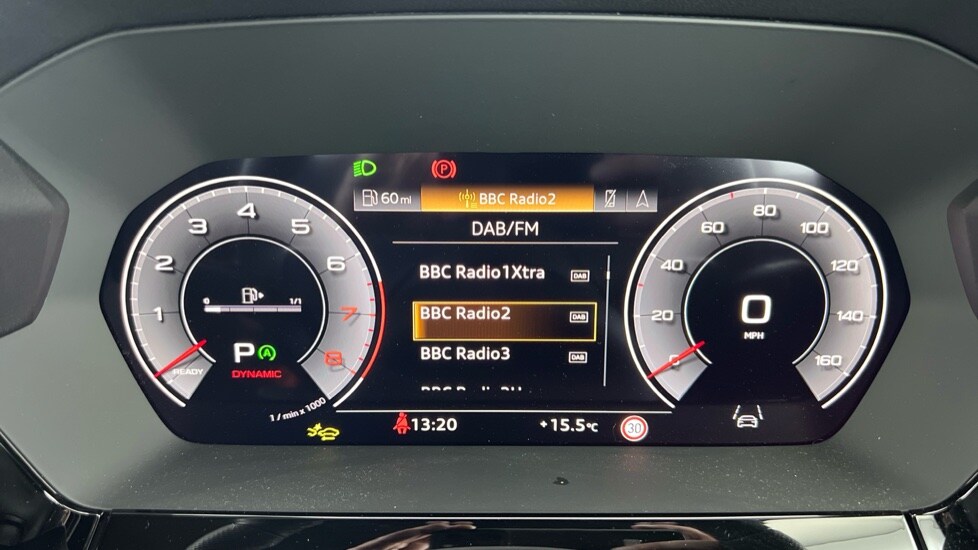 P
60 mi
BBC Radio2
DAB/FM
BBC Radio1Xtra DAB
BBC Radio2 DAB
BBC Radio3 DAB
1 2 3 4 5 6 7 8
READY
0 1/1
P A
DYNAMIC
1 / min x 1000
0 20 40 60 80 100 120 140 160
0
MPH
13:20
+15.5°C
30